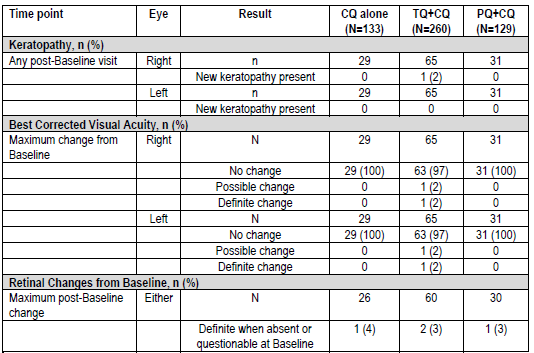 Time point Eye Result CQ alone (N=133) TQ+CQ (N=260) PQ+CQ (N=129)
Keratopathy, n (%)
Any post-Baseline visit Right n 29 65 31
New keratopathy present 0 1 (2) 0
Left n 29 65 31
New keratopathy present 0 0 0
Best Corrected Visual Acuity, n (%)
Maximum change from Baseline Right N 29 65 31
No change 29 (100) 63 (97) 31 (100)
Possible change 0 1 (2) 0
Definite change 0 1 (2) 0
Left N 29 65 31
No change 29 (100) 63 (97) 31 (100)
Possible change 0 1 (2) 0
Definite change 0 1 (2) 0
Retinal Changes from Baseline, n (%)
Maximum post-Baseline change Either N 26 60 30
Definite when absent or questionable at Baseline 1 (4) 2 (3) 1 (3)